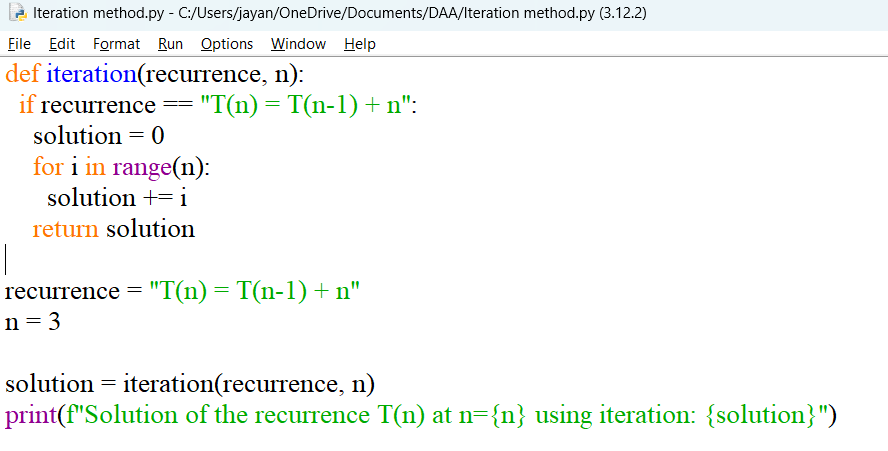 Iteration method.py - C:/Users/jayan/OneDrive/Documents/DAA/Iteration method.py (3.12.2)
File Edit Format Run Options Window Help
def iteration(recurrence, n):
  if recurrence == "T(n) = T(n-1) + n":
    solution = 0
    for i in range(n):
      solution += i
    return solution
recurrence = "T(n) = T(n-1) + n"
n = 3
solution = iteration(recurrence, n)
print(f"Solution of the recurrence T(n) at n={n} using iteration: {solution}")